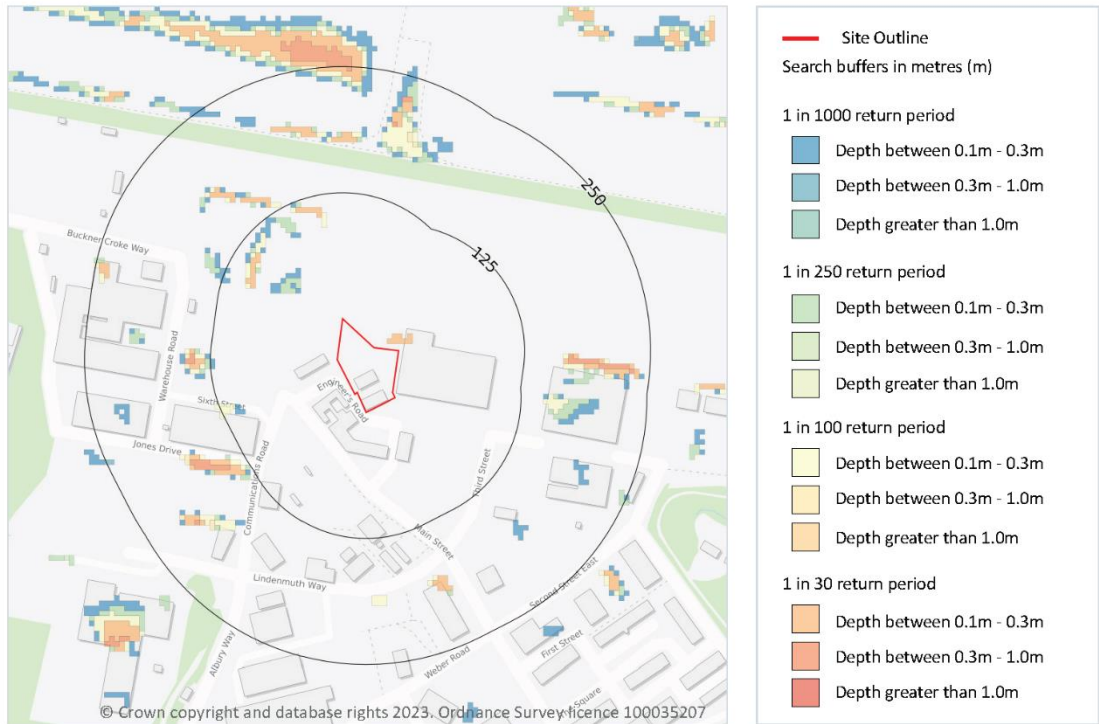 250
125
Buckner Croke Way
Warehouse Road
Sixth Street
Engineer's Road
Jones Drive
Communications Road
Third Street
Main Street
Lindenmuth Way
Second Street East
Albury Way
Weber Road
First Street
Square
© Crown copyright and database rights 2023. Ordnance Survey licence 100035207
Site Outline
Search buffers in metres (m)
1 in 1000 return period
Depth between 0.1m - 0.3m
Depth between 0.3m - 1.0m
Depth greater than 1.0m
1 in 250 return period
Depth between 0.1m - 0.3m
Depth between 0.3m - 1.0m
Depth greater than 1.0m
1 in 100 return period
Depth between 0.1m - 0.3m
Depth between 0.3m - 1.0m
Depth greater than 1.0m
1 in 30 return period
Depth between 0.1m - 0.3m
Depth between 0.3m - 1.0m
Depth greater than 1.0m